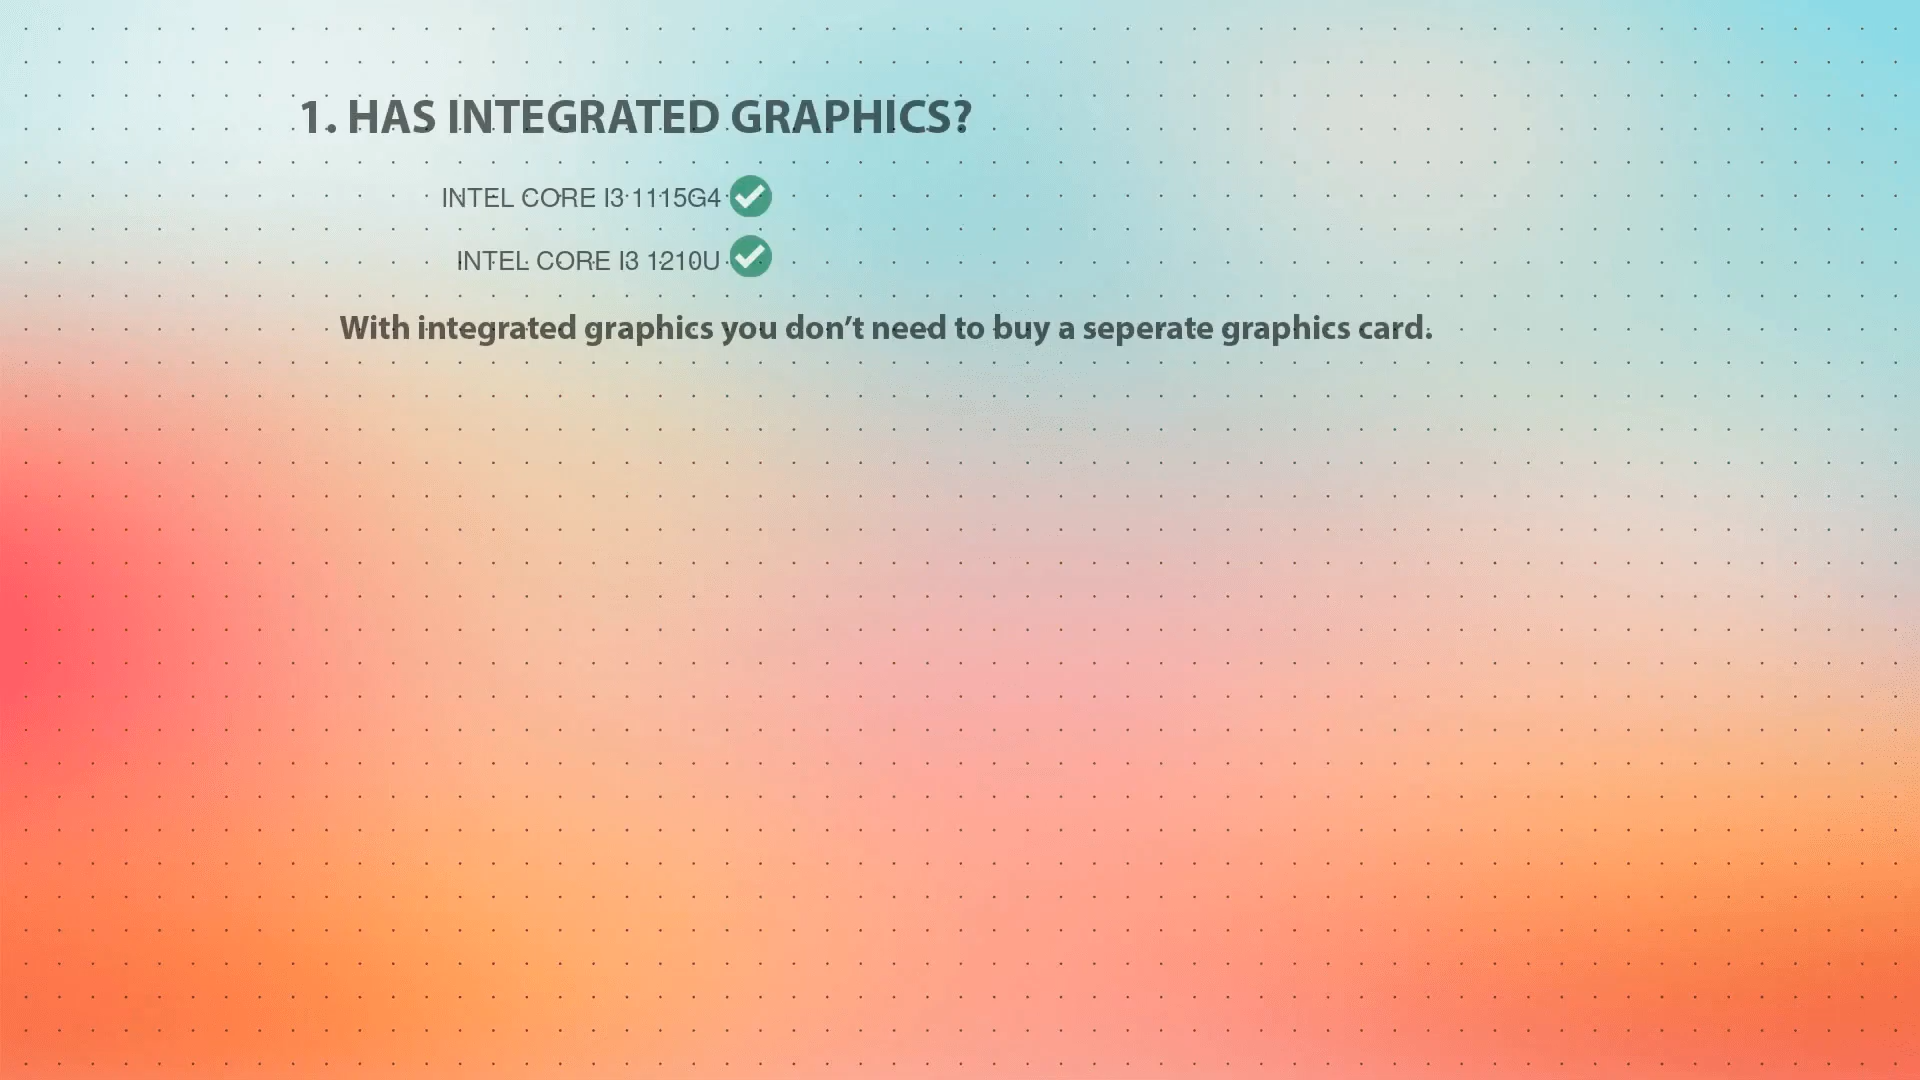 1. HAS INTEGRATED GRAPHICS?
INTEL CORE I3 1115G4
INTEL CORE I3 1210U
With integrated graphics you don’t need to buy a seperate graphics card.